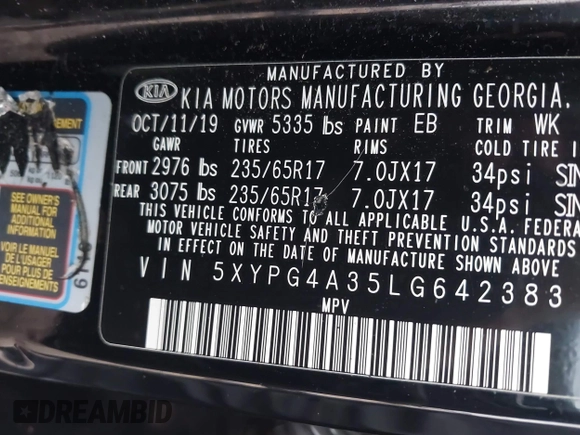 MANUFACTURED BY
KIA KIA MOTORS MANUFACTURING GEORGIA.
OCT/11/19 GVWR 5335 lbs PAINT EB TRIM WK
GAWR TIRES RIMS COLD TIRE
FRONT 2976 lbs 235/65R17 7.0JX17 34psi SIN
REAR 3075 lbs 235/65R17 7.0JX17 34psi SIN
THIS VEHICLE CONFORMS TO ALL APPLICABLE U.S.A. FEDERA
MOTOR VEHICLE SAFETY AND THEFT PREVENTION STANDARDS
IN EFFECT ON THE DATE OF MANUFACTURE SHOWN ABOVE
VIN 5XYPG4A35LG642383
MPV
SEE OWNER'S
MANUAL FOR
ADDITIONAL
INFORMATION
VOIR LE MANUEL
DE L'USAGER
POUR PLUS DE
DREAMBID